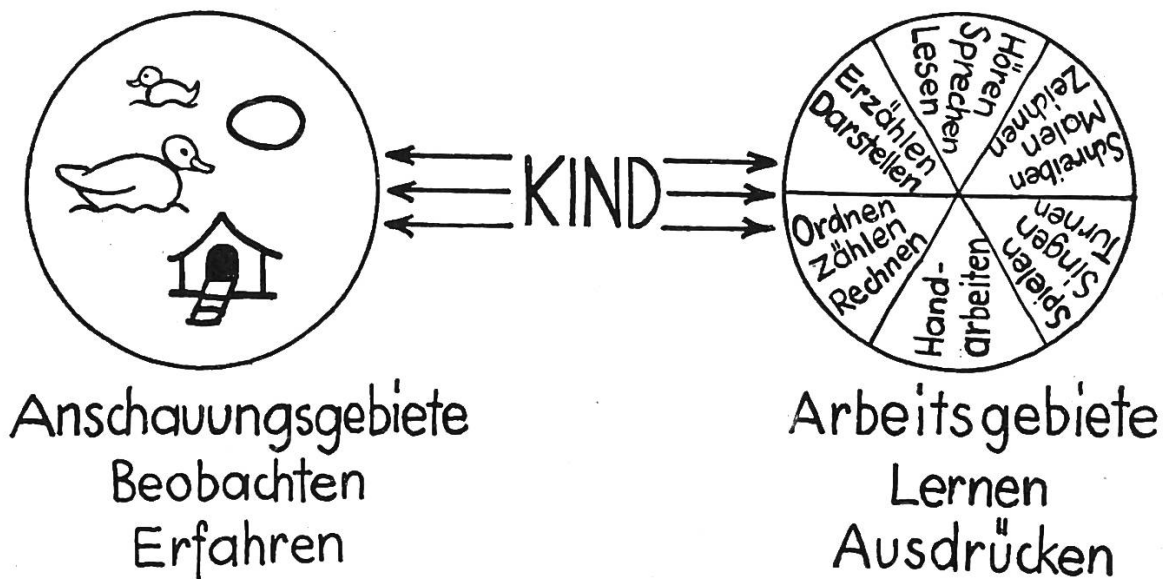 Erzählen
Darstellen
Lesen
Sprechen
Hören
Zeichnen
Malen
Schreiben
KIND
Ordnen
Zählen
Rechnen
Hand-
arbeiten
Spielen
Singen
Turnen
Anschauungsgebiete
Beobachten
Erfahren
Arbeitsgebiete
Lernen
Ausdrücken